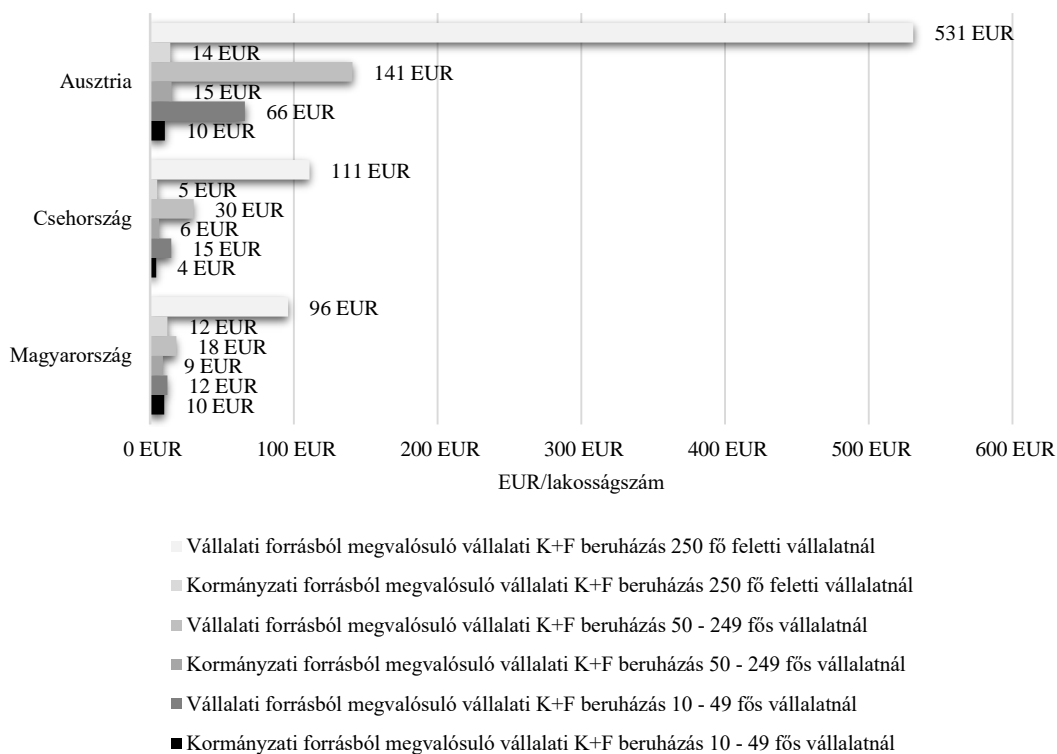 531 EUR
14 EUR
Ausztria
141 EUR
15 EUR
66 EUR
10 EUR
111 EUR
5 EUR
Csehország
30 EUR
6 EUR
15 EUR
4 EUR
96 EUR
12 EUR
Magyarország
18 EUR
9 EUR
12 EUR
10 EUR
0 EUR 100 EUR 200 EUR 300 EUR 400 EUR 500 EUR 600 EUR
EUR/lakosságszám
Vállalati forrásból megvalósuló vállalati K+F beruházás 250 fő feletti vállalatnál
Kormányzati forrásból megvalósuló vállalati K+F beruházás 250 fő feletti vállalatnál
Vállalati forrásból megvalósuló vállalati K+F beruházás 50 - 249 fős vállalatnál
Kormányzati forrásból megvalósuló vállalati K+F beruházás 50 - 249 fős vállalatnál
Vállalati forrásból megvalósuló vállalati K+F beruházás 10 - 49 fős vállalatnál
Kormányzati forrásból megvalósuló vállalati K+F beruházás 10 - 49 fős vállalatnál